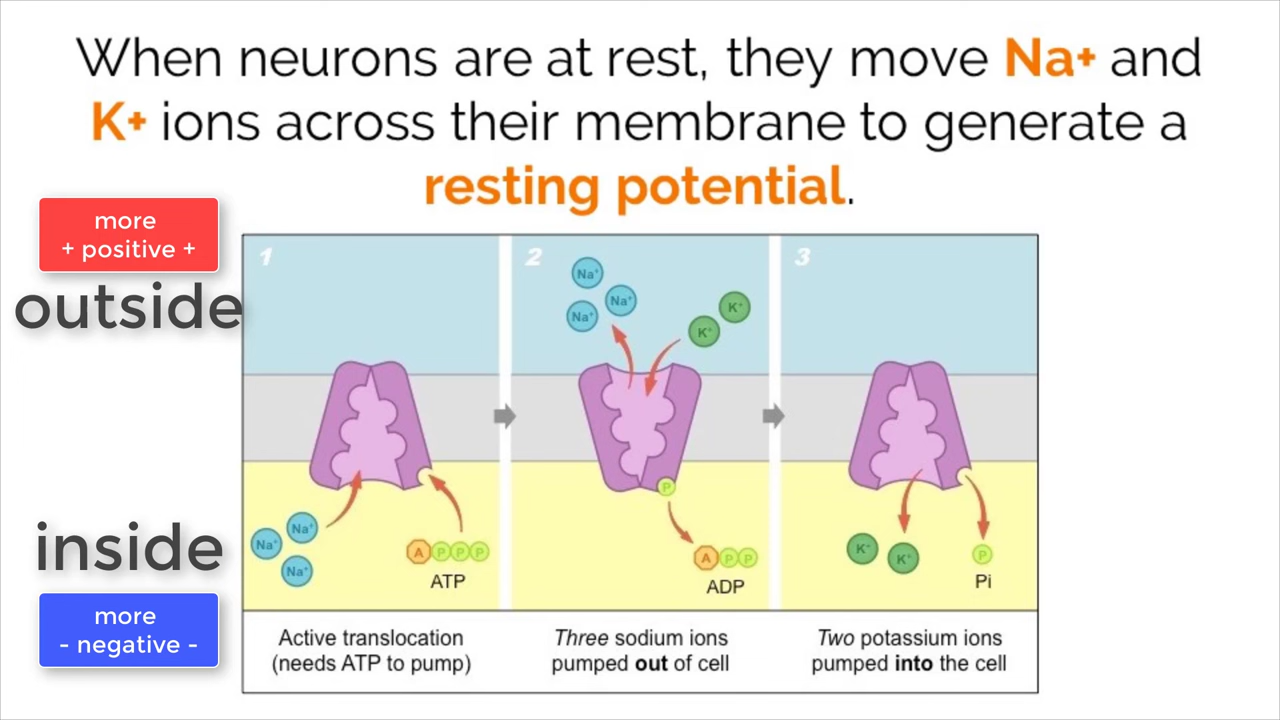 When neurons are at rest, they move Na+ and
K+ ions across their membrane to generate a
resting potential.
more
+ positive +
outside
inside
more
- negative -
1
Na⁺
Na⁺
Na⁺
A P P P
ATP
Active translocation
(needs ATP to pump)
2
Na⁺
Na⁺
Na⁺
K⁺
K⁺
P
A P P
ADP
Three sodium ions
pumped out of cell
3
K⁺
K⁺
P
Pi
Two potassium ions
pumped into the cell